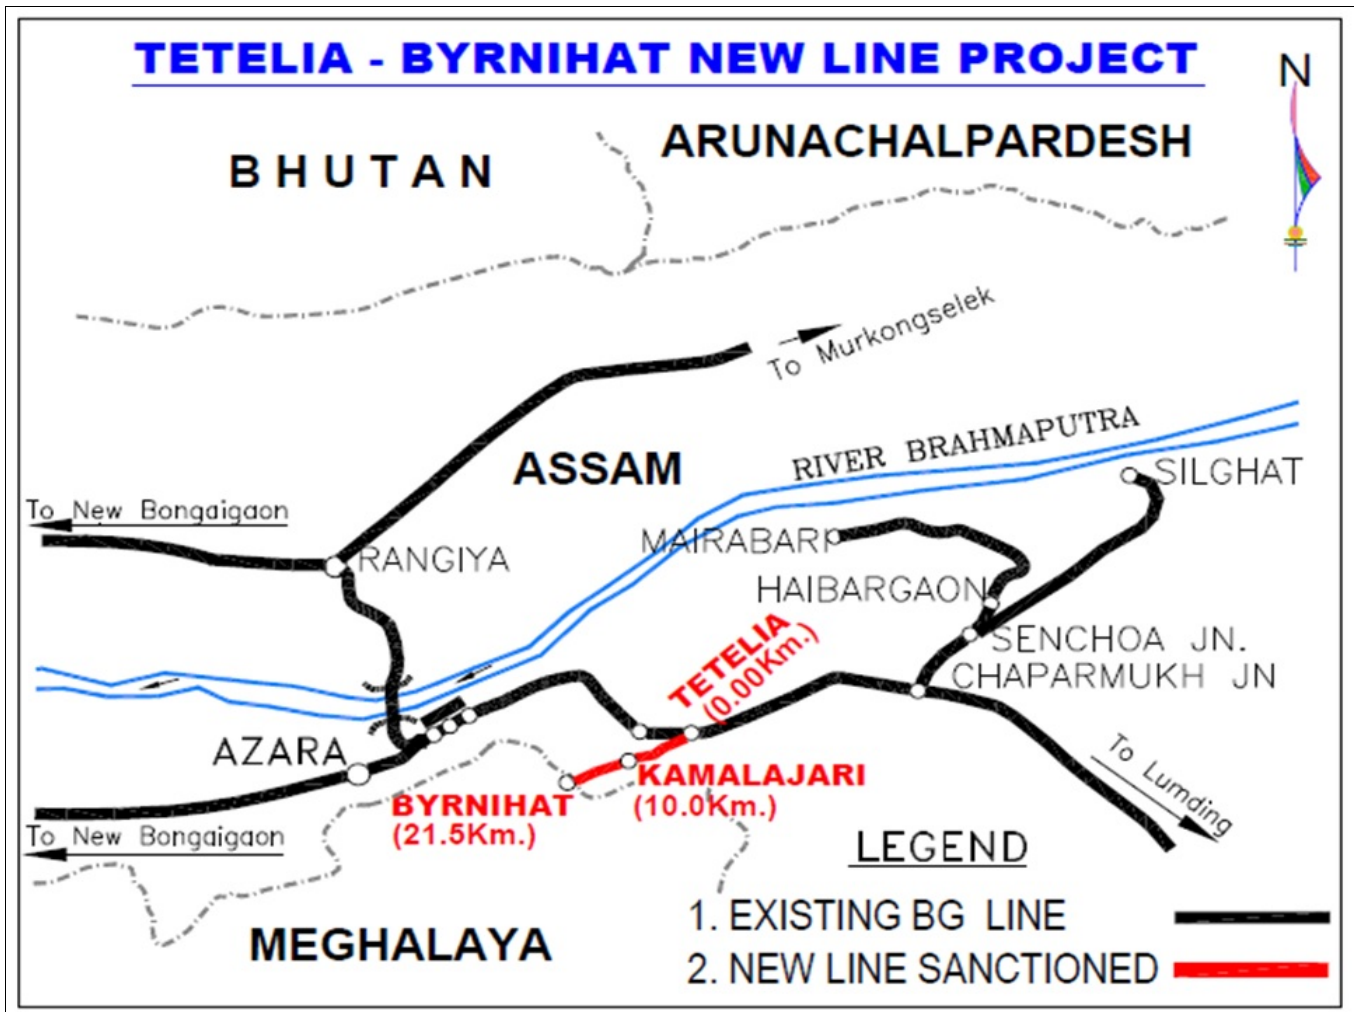 TETELIA - BYRNIHAT NEW LINE PROJECT
N
BHUTAN
ARUNACHALPARDESH
To Murkongselek
ASSAM
RIVER BRAHMAPUTRA
SILGHAT
To New Bongaigaon
RANGIYA
MAIRABARI
HAIBARGAON
SENCHOA JN.
CHAPARMUKH JN
TETELIA
(0.00Km.)
AZARA
KAMALAJARI
(10.0Km.)
BYRNIHAT
(21.5Km.)
To New Bongaigaon
To Lumding
MEGHALAYA
LEGEND
1. EXISTING BG LINE
2. NEW LINE SANCTIONED